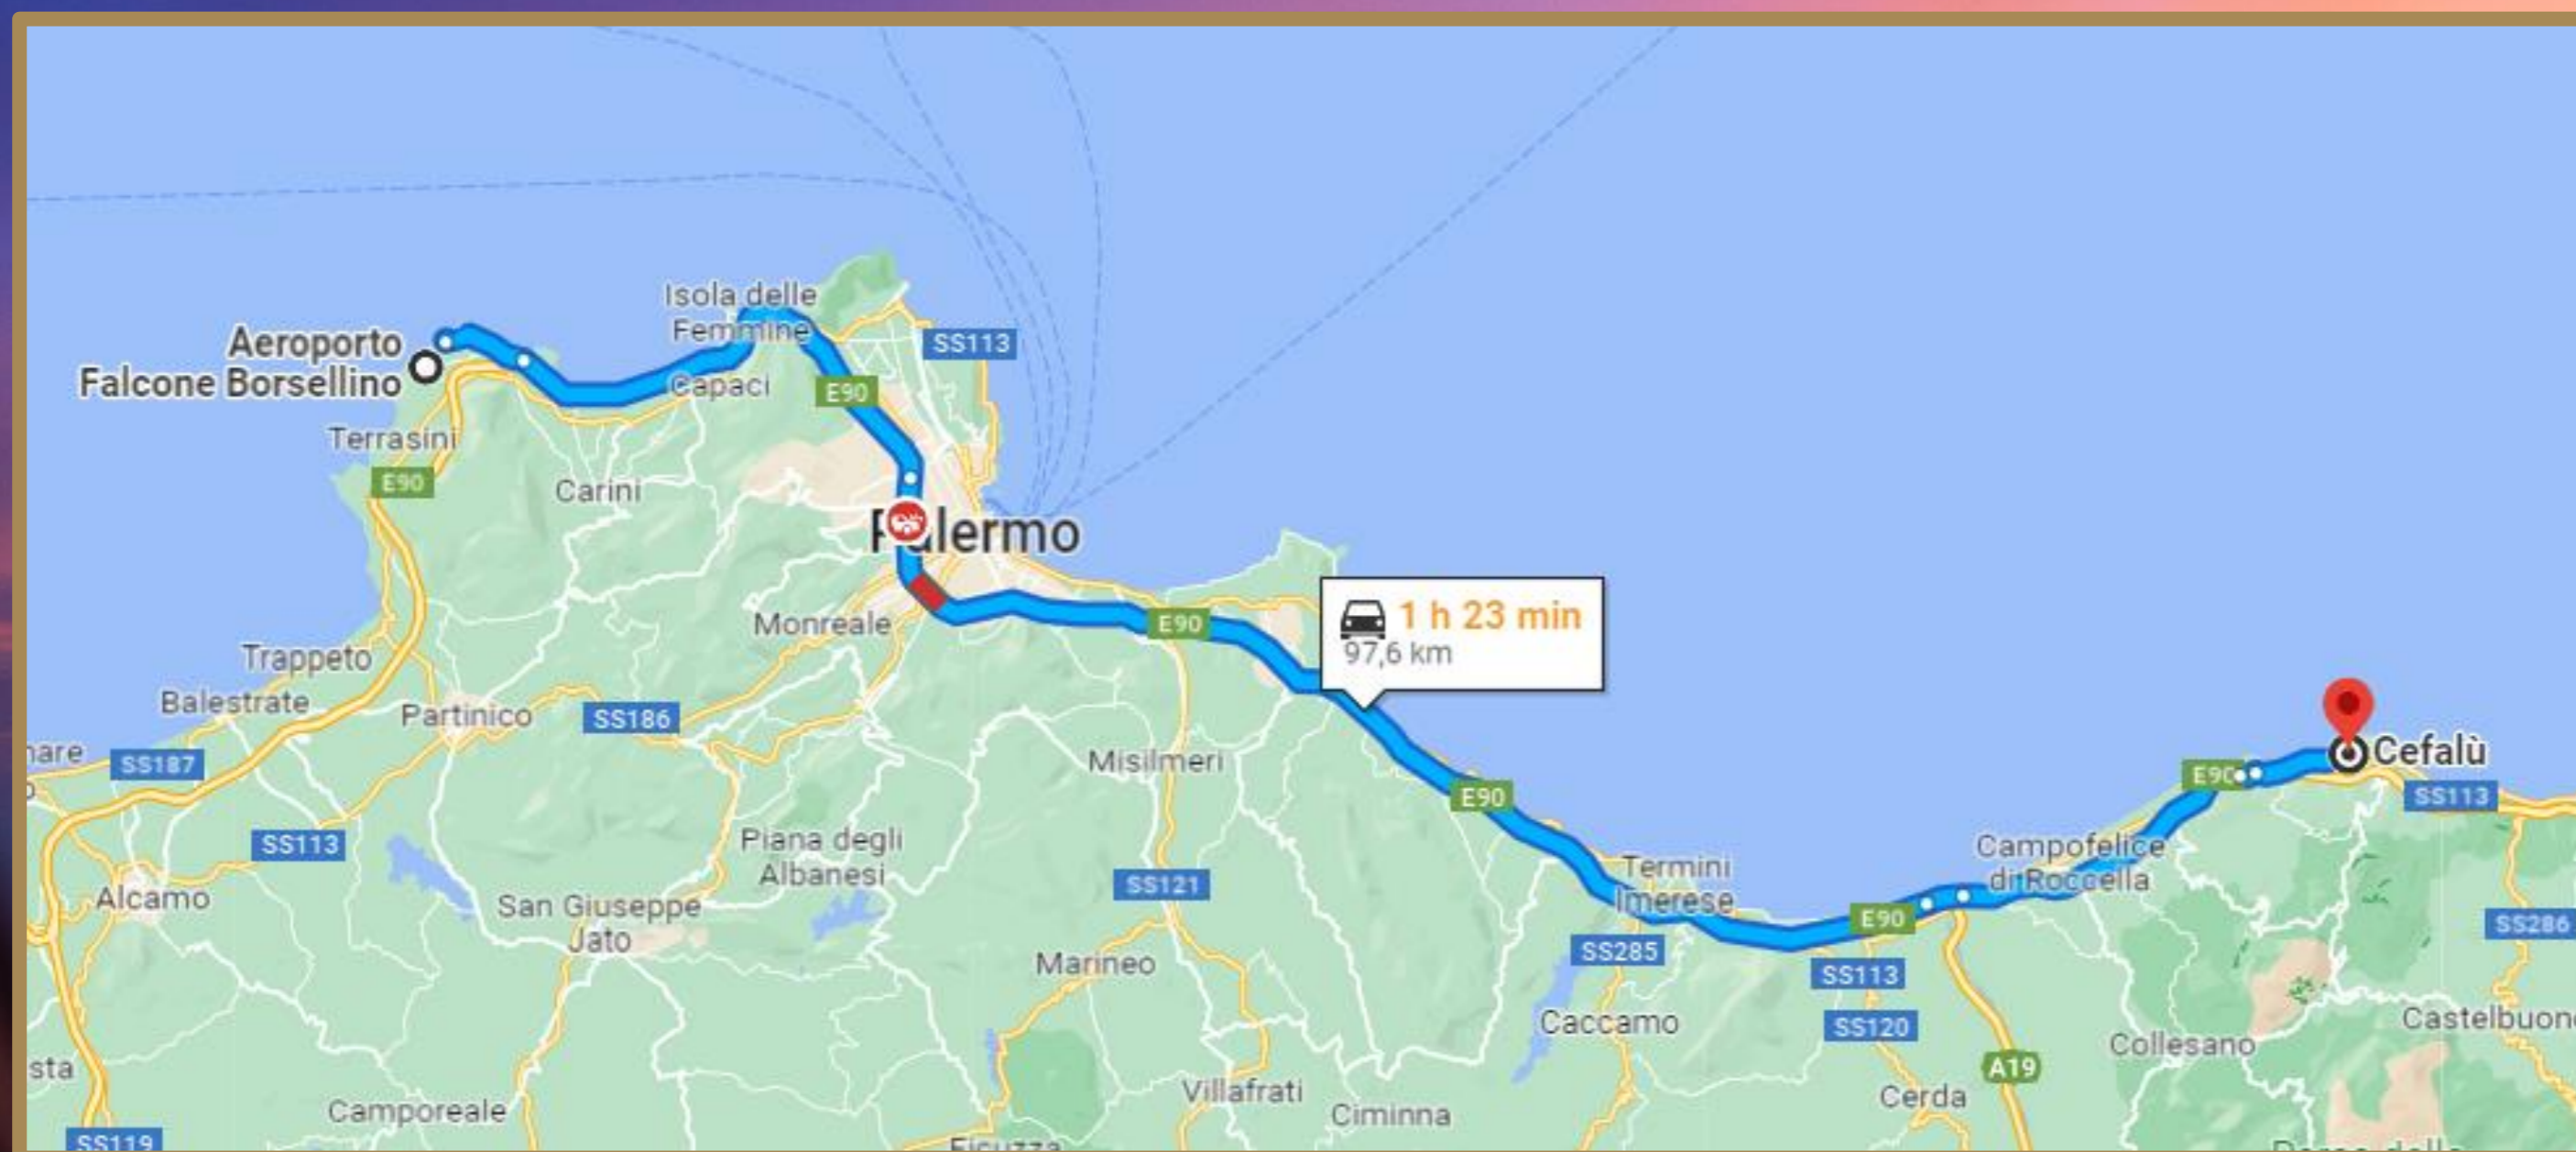 Isola delle
Femmine
Aeroporto
Falcone Borsellino
SS113
Capaci
E90
Terrasini
E90
Carini
Palermo
Monreale
E90
1 h 23 min
97,6 km
Trappeto
Balestrate
Partinico
SS186
SS187
Misilmeri
E90
Cefalù
E90
SS113
SS113
Alcamo
Piana degli
Albanesi
SS121
San Giuseppe
Jato
Termini
Imerese
Campofelice
di Roccella
E90
SS286
SS285
SS113
Marineo
Caccamo
SS120
Castelbuon
Collesano
A19
sta
Villafrati
Cerda
Camporeale
Ciminna
SS119